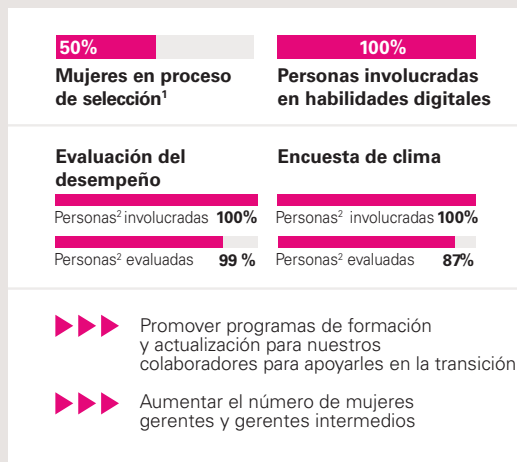 50%
100%
Mujeres en proceso
de selección¹
Personas involucradas
en habilidades digitales
Evaluación del
desempeño
Personas² involucradas 100%
Personas² evaluadas 99 %
Encuesta de clima
Personas² involucradas 100%
Personas² evaluadas 87%
Promover programas de formación
y actualización para nuestros
colaboradores para apoyarles en la transición
Aumentar el número de mujeres
gerentes y gerentes intermedios